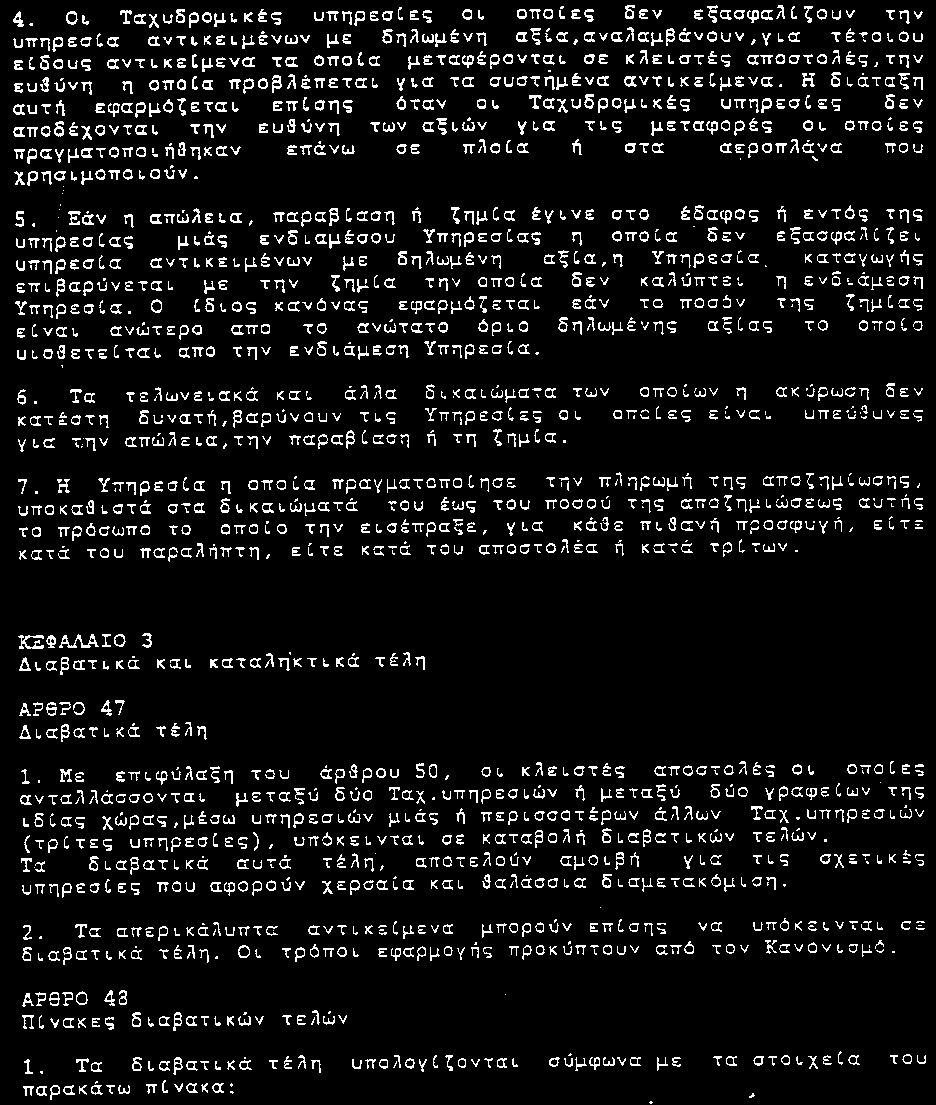 4. Οι Ταχυδρομικές υπηρεσίες οι οποίες δεν εξασφαλίζουν την
υπηρεσία αντικειμένων με δηλωμένη αξία,αναλαμβάνουν,για τέτοιου
είδους αντικείμενα τα οποία μεταφέρονται σε κλειστές αποστολές,την
ευθύνη η οποία προβλέπεται για τα συστημένα αντικείμενα. Η διάταξη
αυτή εφαρμόζεται επίσης όταν οι Ταχυδρομικές υπηρεσίες δεν
αποδέχονται την ευθύνη των αξιών για τις μεταφορές οι οποίες
πραγματοποιήθηκαν επάνω σε πλοία ή στα αεροπλάνα που
χρησιμοποιούν.
5. Εάν η απώλεια, παραβίαση ή ζημία έγινε στο έδαφος ή εντός της
υπηρεσίας μιάς ενδιαμέσου Υπηρεσίας η οποία δεν εξασφαλίζει
υπηρεσία αντικειμένων με δηλωμένη αξία,η Υπηρεσία καταγωγής
επιβαρύνεται με την ζημία την οποία δεν καλύπτει η ενδιάμεση
Υπηρεσία. Ο ίδιος κανόνας εφαρμόζεται εάν το ποσόν της ζημίας
είναι ανώτερο απο το ανώτατο όριο δηλωμένης αξίας το οποίο
υιοθετείται απο την ενδιάμεση Υπηρεσία.
6. Τα τελωνειακά και άλλα δικαιώματα των οποίων η ακύρωση δεν
κατέστη δυνατή,βαρύνουν τις Υπηρεσίες οι οποίες είναι υπεύθυνες
για την απώλεια,την παραβίαση ή τη ζημία.
7. Η Υπηρεσία η οποία πραγματοποίησε την πληρωμή της αποζημίωσης,
υποκαθιστά στα δικαιώματά του έως του ποσού της αποζημιώσεως αυτής
το πρόσωπο το οποίο την εισέπραξε, για κάθε πιθανή προσφυγή, είτε
κατά του παραλήπτη, είτε κατά του αποστολέα ή κατά τρίτων.
ΚΕΦΑΛΑΙΟ 3
Διαβατικά και καταληκτικά τέλη
ΑΡΘΡΟ 47
Διαβατικά τέλη
1. Με επιφύλαξη του άρθρου 50, οι κλειστές αποστολές οι οποίες
ανταλλάσσονται μεταξύ δύο Ταχ.υπηρεσιών ή μεταξύ δύο γραφείων της
ιδίας χώρας,μέσω υπηρεσιών μιάς ή περισσοτέρων άλλων Ταχ.υπηρεσιών
(τρίτες υπηρεσίες), υπόκεινται σε καταβολή διαβατικών τελών.
Τα διαβατικά αυτά τέλη, αποτελούν αμοιβή για τις σχετικές
υπηρεσίες που αφορούν χερσαία και θαλάσσια διαμετακόμιση.
2. Τα απερικάλυπτα αντικείμενα μπορούν επίσης να υπόκεινται σε
διαβατικά τέλη. Οι τρόποι εφαρμογής προκύπτουν από τον Κανονισμό.
ΑΡΘΡΟ 48
Πίνακες διαβατικών τελών
1. Τα διαβατικά τέλη υπολογίζονται σύμφωνα με τα στοιχεία του
παρακάτω πίνακα: